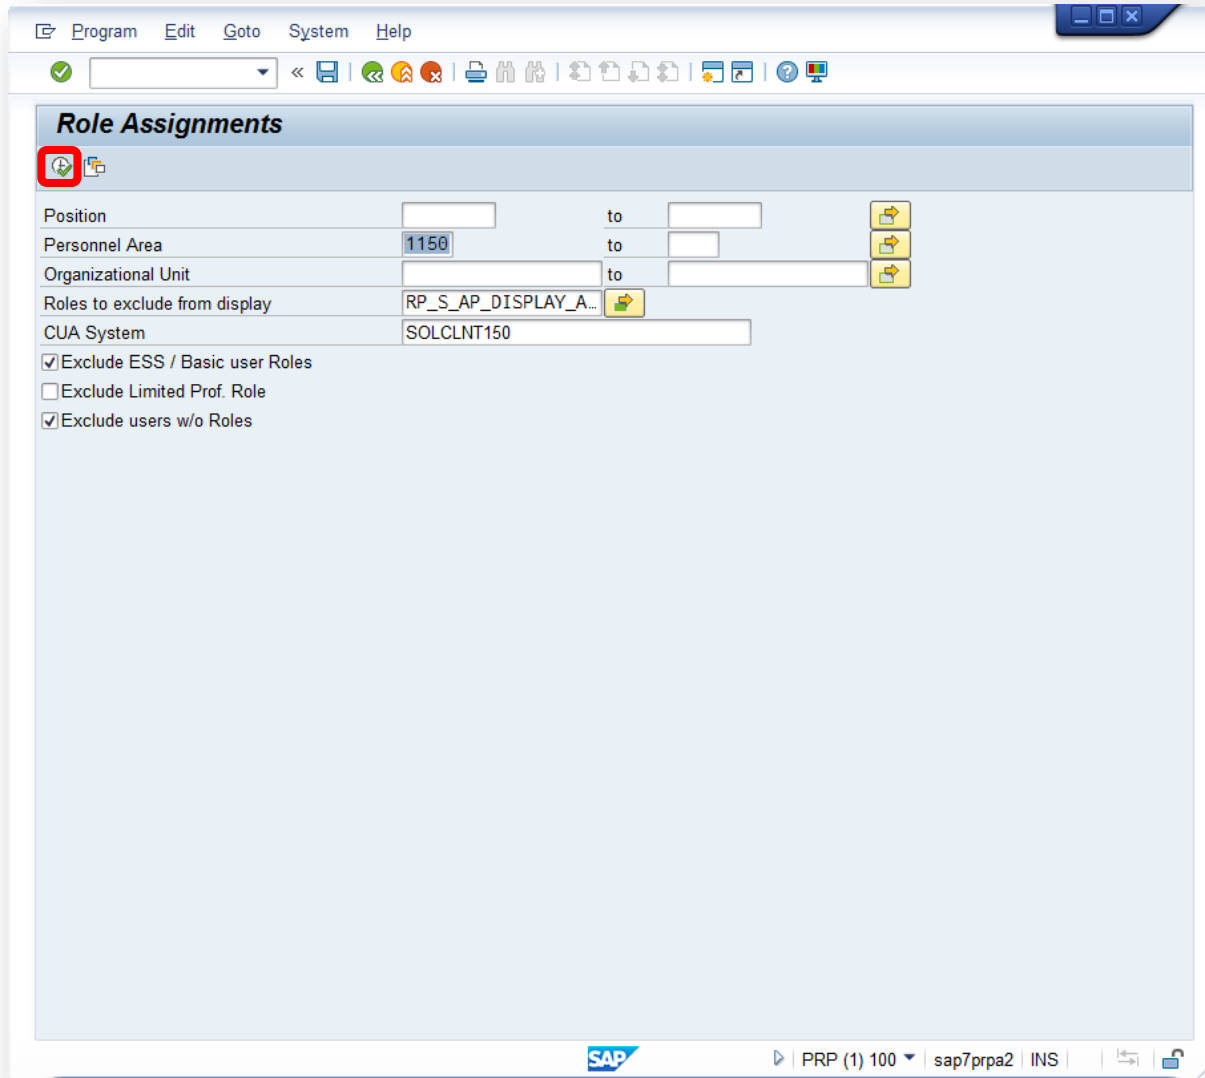 Program Edit Goto System Help
Role Assignments
Position to
Personnel Area 1150 to
Organizational Unit to
Roles to exclude from display RP_S_AP_DISPLAY_A…
CUA System SOLCLNT150
Exclude ESS / Basic user Roles
Exclude Limited Prof. Role
Exclude users w/o Roles
SAP PRP (1) 100 sap7prpa2 INS